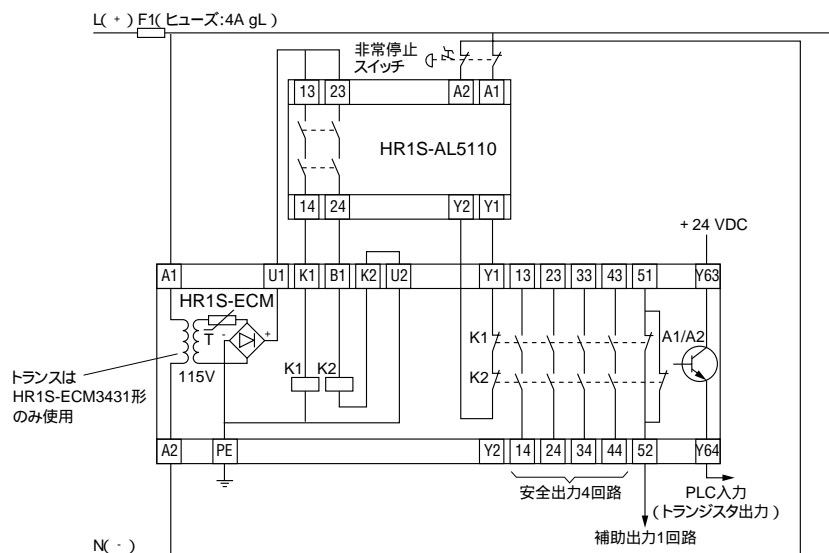 L( + ) F1(ヒューズ:4A gL)
非常停止
スイッチ
13 23 A2 A1
HR1S-AL5110
14 24 Y2 Y1
+ 24 VDC
A1 U1 K1 B1 K2 U2 Y1 13 23 33 43 51 Y63
HR1S-ECM
T - +
K1 A1/A2
115V K1 K2 K2
トランスは
HR1S-ECM3431形
のみ使用
A2 PE Y2 14 24 34 44 52 Y64
安全出力4回路
PLC入力
(トランジスタ出力)
補助出力1回路
N( - )